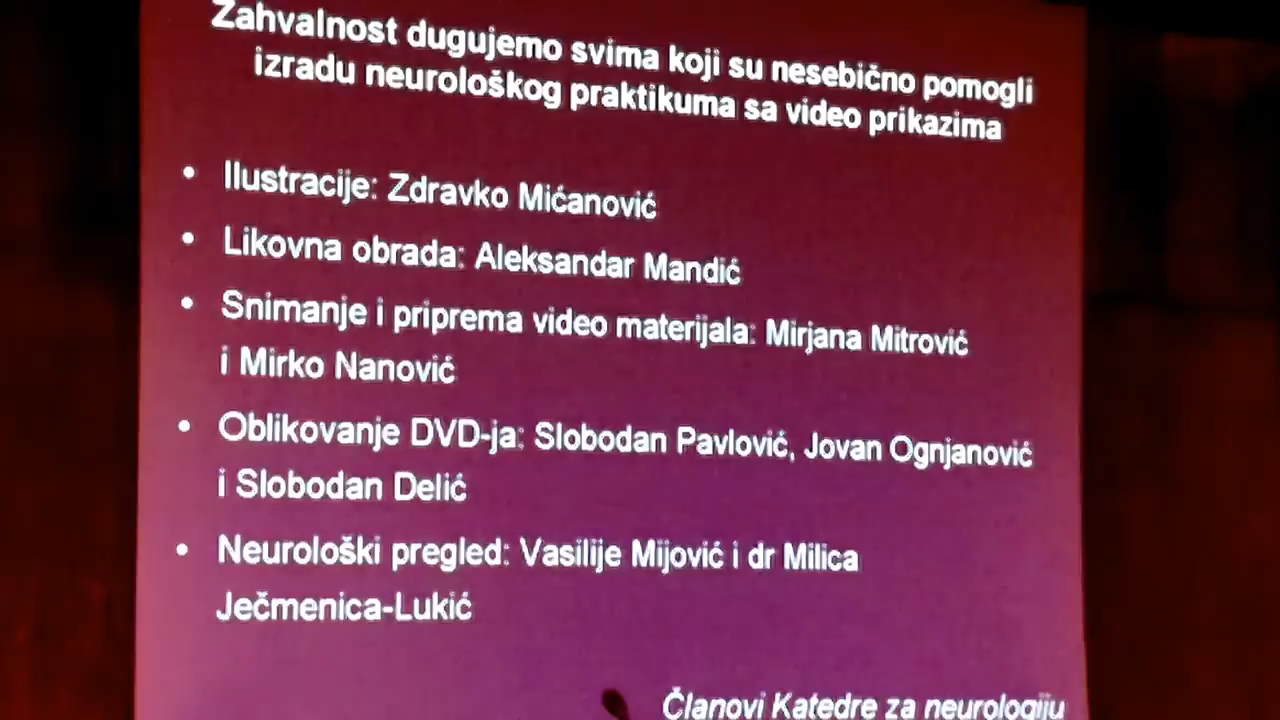 Zahvalnost dugujemo svima koji su nesebično pomogli
izradu neurološkog praktikuma sa video prikazima
• Ilustracije: Zdravko Mićanović
• Likovna obrada: Aleksandar Mandić
• Snimanje i priprema video materijala: Mirjana Mitrović
i Mirko Nanović
• Oblikovanje DVD-ja: Slobodan Pavlović, Jovan Ognjanović
i Slobodan Delić
• Neurološki pregled: Vasilije Mijović i dr Milica
Ječmenica-Lukić
Članovi Katedre za neurologiju